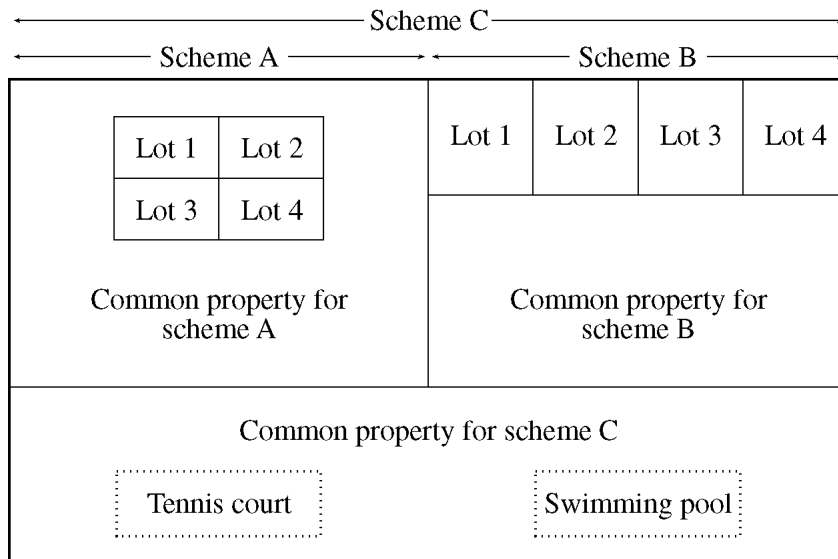 Scheme C
Scheme A Scheme B
Lot 1 Lot 2 Lot 1 Lot 2 Lot 3 Lot 4
Lot 3 Lot 4
Common property for
scheme A
Common property for
scheme B
Common property for scheme C
Tennis court Swimming pool